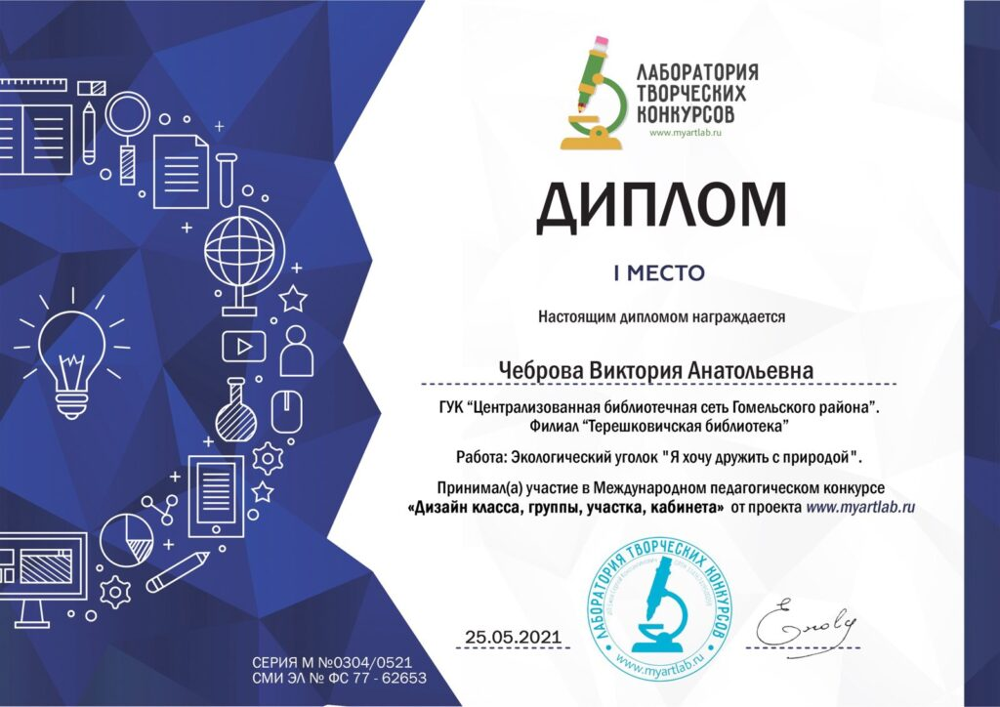 ЛАБОРАТОРИЯ
ТВОРЧЕСКИХ
КОНКУРСОВ
www.myartlab.ru
ДИПЛОМ
I МЕСТО
Настоящим дипломом награждается
Чеброва Виктория Анатольевна
ГУК “Централизованная библиотечная сеть Гомельского района”.
Филиал “Терешковичская библиотека”
Работа: Экологический уголок "Я хочу дружить с природой".
Принимал(а) участие в Международном педагогическом конкурсе
«Дизайн класса, группы, участка, кабинета» от проекта www.myartlab.ru
ЛАБОРАТОРИЯ ТВОРЧЕСКИХ КОНКУРСОВ
www.myartlab.ru
25.05.2021
СЕРИЯ М №0304/0521
СМИ ЭЛ № ФС 77 - 62653